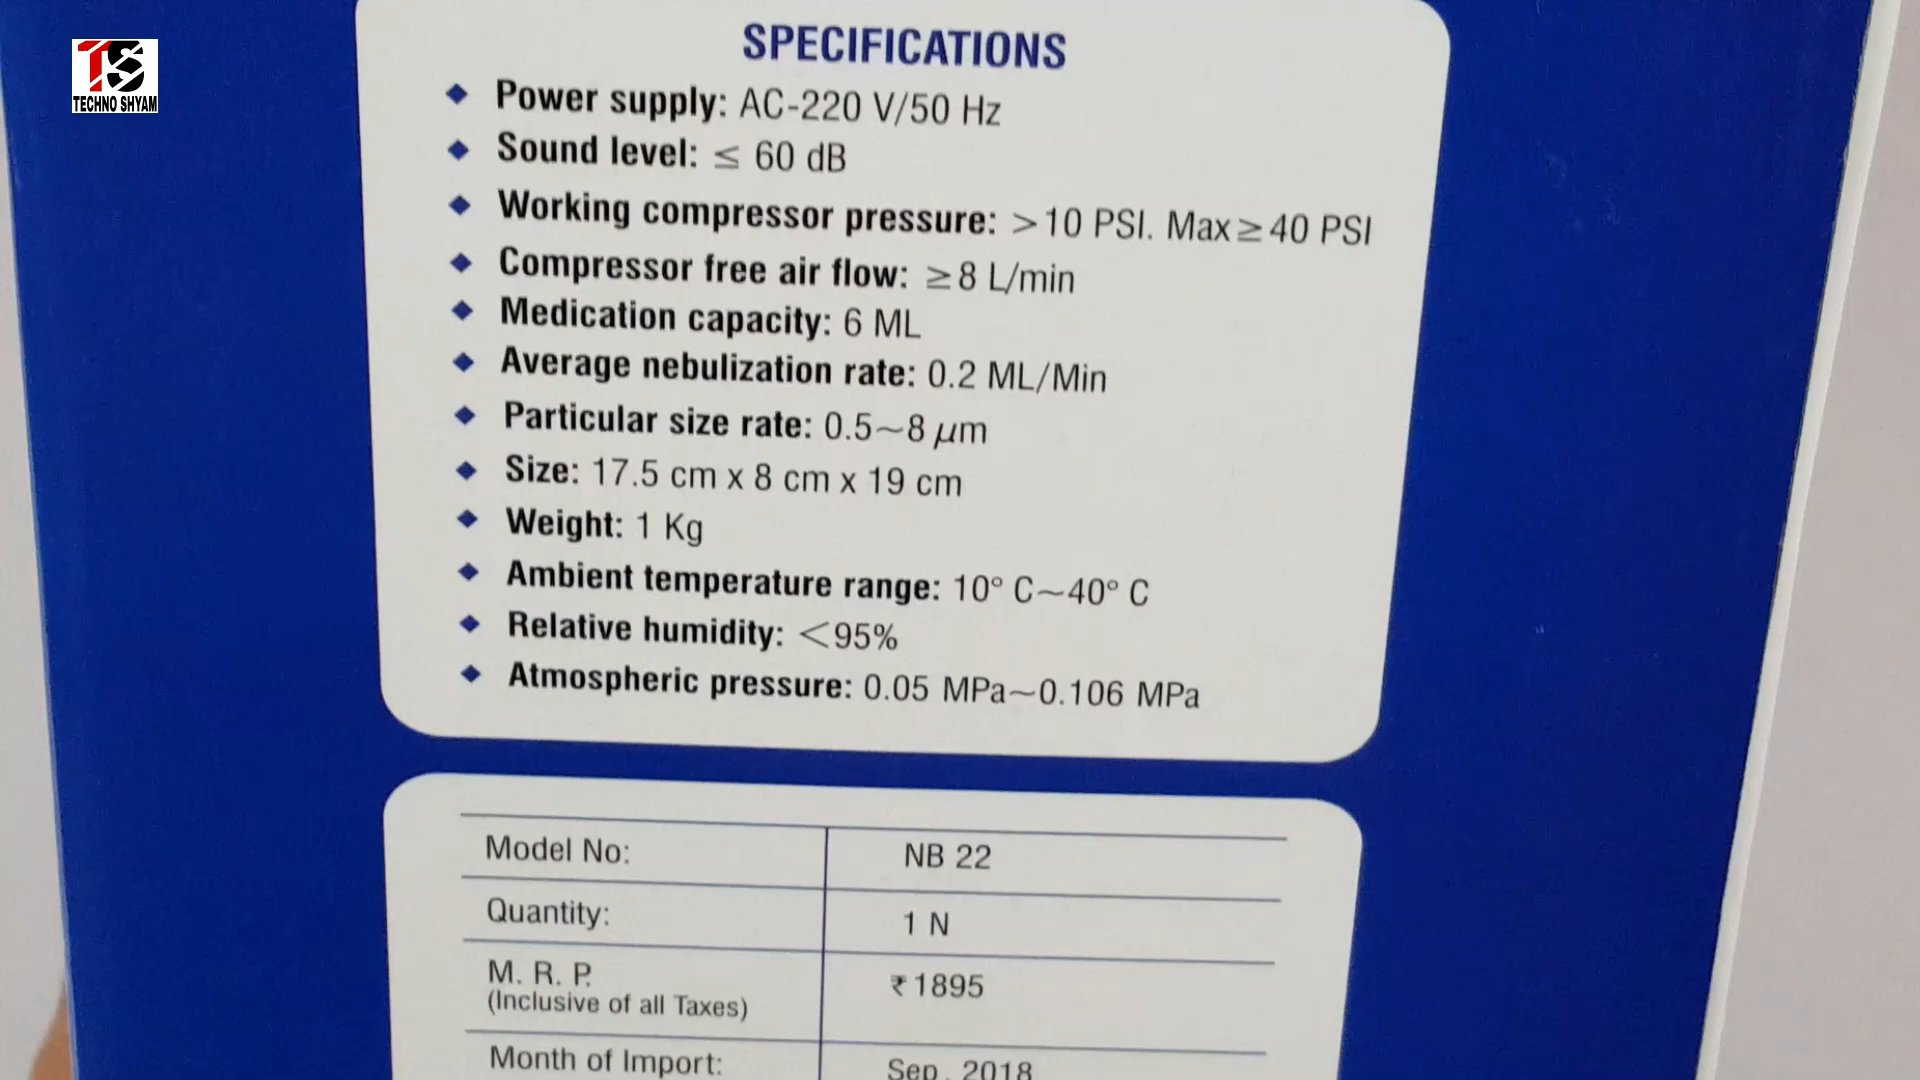 TS
TECHNO SHYAM
SPECIFICATIONS
Power supply: AC-220 V/50 Hz
Sound level: ≤ 60 dB
Working compressor pressure: >10 PSI. Max≥40 PSI
Compressor free air flow: ≥8 L/min
Medication capacity: 6 ML
Average nebulization rate: 0.2 ML/Min
Particular size rate: 0.5~8 μm
Size: 17.5 cm x 8 cm x 19 cm
Weight: 1 Kg
Ambient temperature range: 10° C~40° C
Relative humidity: <95%
Atmospheric pressure: 0.05 MPa~0.106 MPa
Model No: NB 22
Quantity: 1 N
M. R. P. ₹1895
(Inclusive of all Taxes)
Month of Import: Sep. 2018